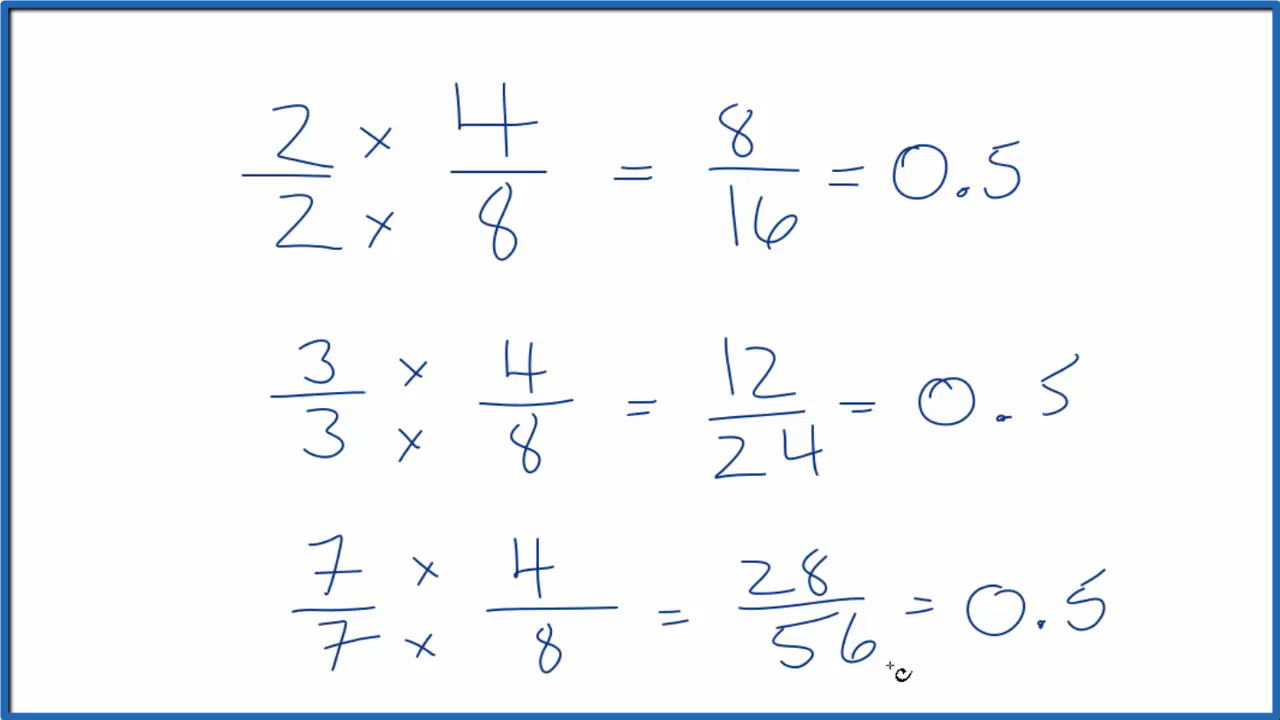 2/2 × 4/8 = 8/16 = 0.5
3/3 × 4/8 = 12/24 = 0.5
7/7 × 4/8 = 28/56 = 0.5